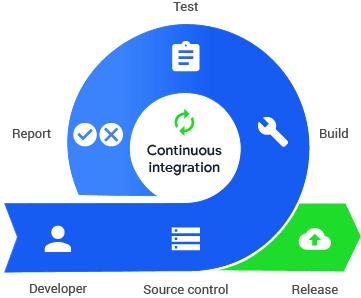 Test
Report
Continuous
integration
Build
Developer
Source control
Release